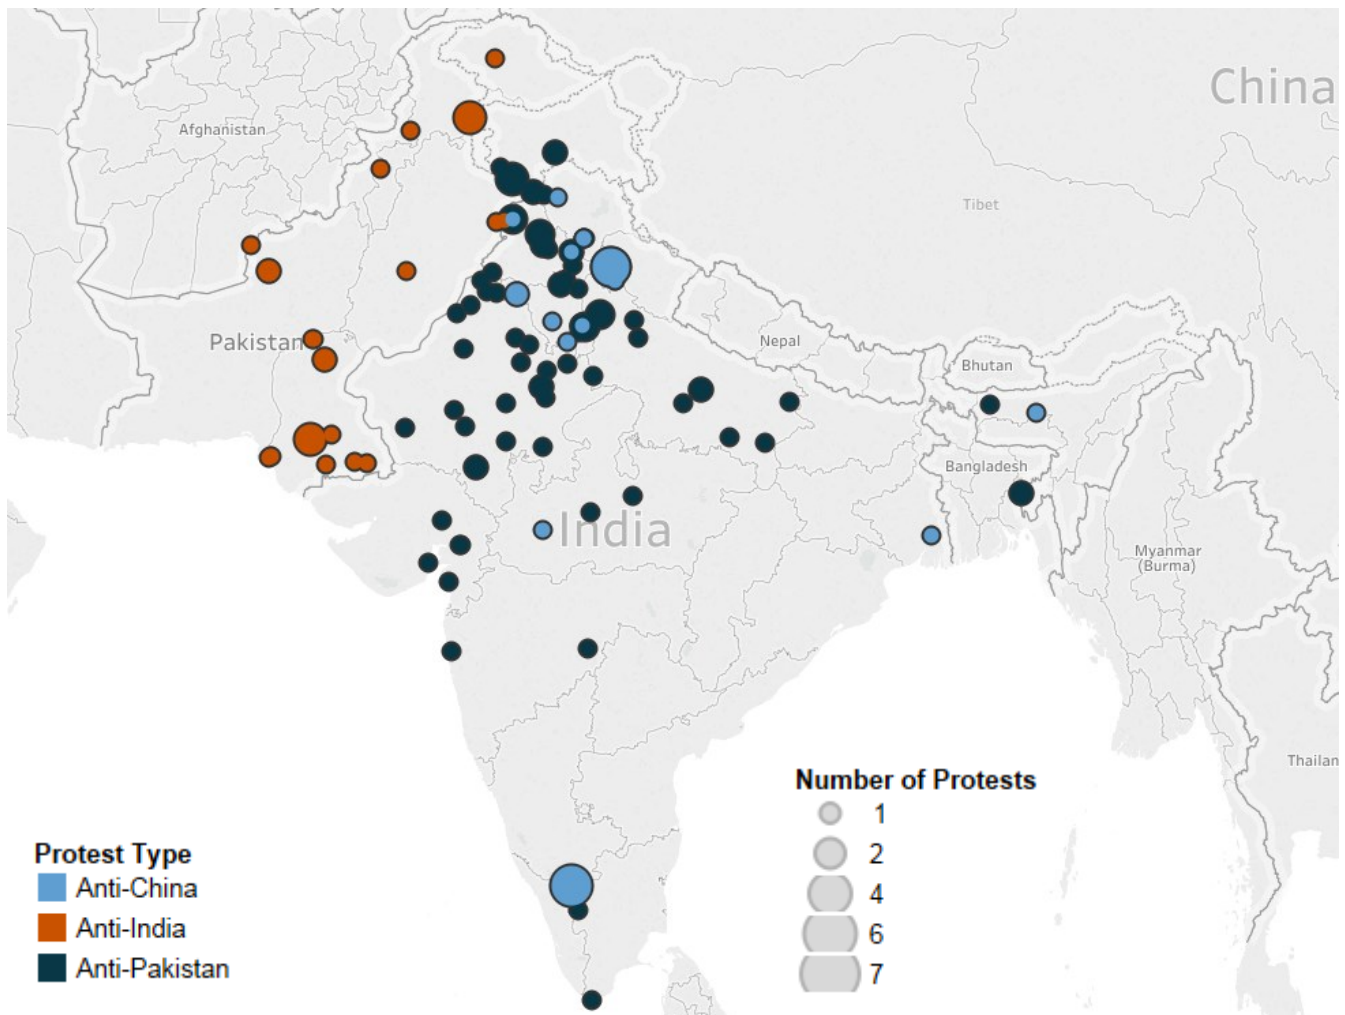 China
Afghanistan
Tibet
Pakistan
Nepal
Bhutan
Bangladesh
India
Myanmar
(Burma)
Thailan
Number of Protests
1
2
4
6
7
Protest Type
Anti-China
Anti-India
Anti-Pakistan